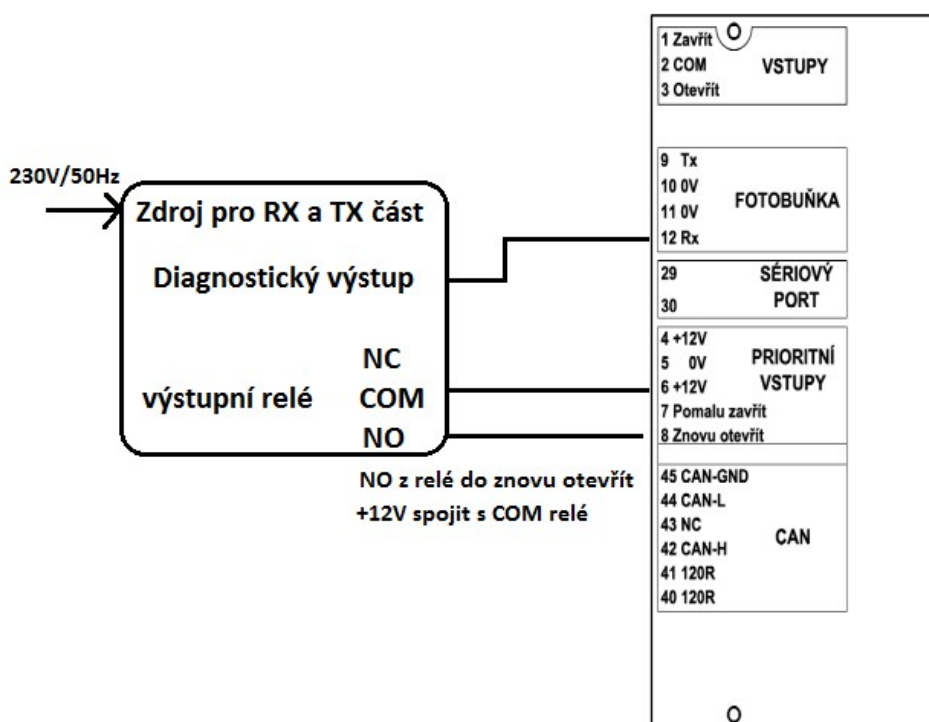 230V/50Hz
Zdroj pro RX a TX část
Diagnostický výstup
NC
výstupní relé COM
NO
NO z relé do znovu otevřít
+12V spojit s COM relé
1 Zavřít
2 COM
3 Otevřít
VSTUPY
9 Tx
10 0V
11 0V
12 Rx
FOTOBUŇKA
29
30
SÉRIOVÝ
PORT
4 +12V
5 0V
6 +12V
7 Pomalu zavřít
8 Znovu otevřít
PRIORITNÍ
VSTUPY
45 CAN-GND
44 CAN-L
43 NC
42 CAN-H
41 120R
40 120R
CAN